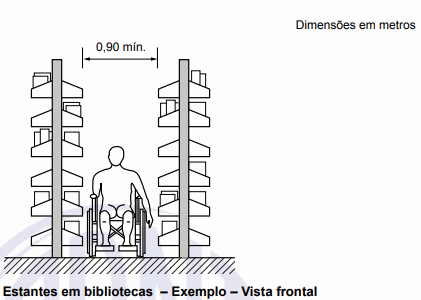 Dimensões em metros
0,90 mín.
Estantes em bibliotecas – Exemplo – Vista frontal